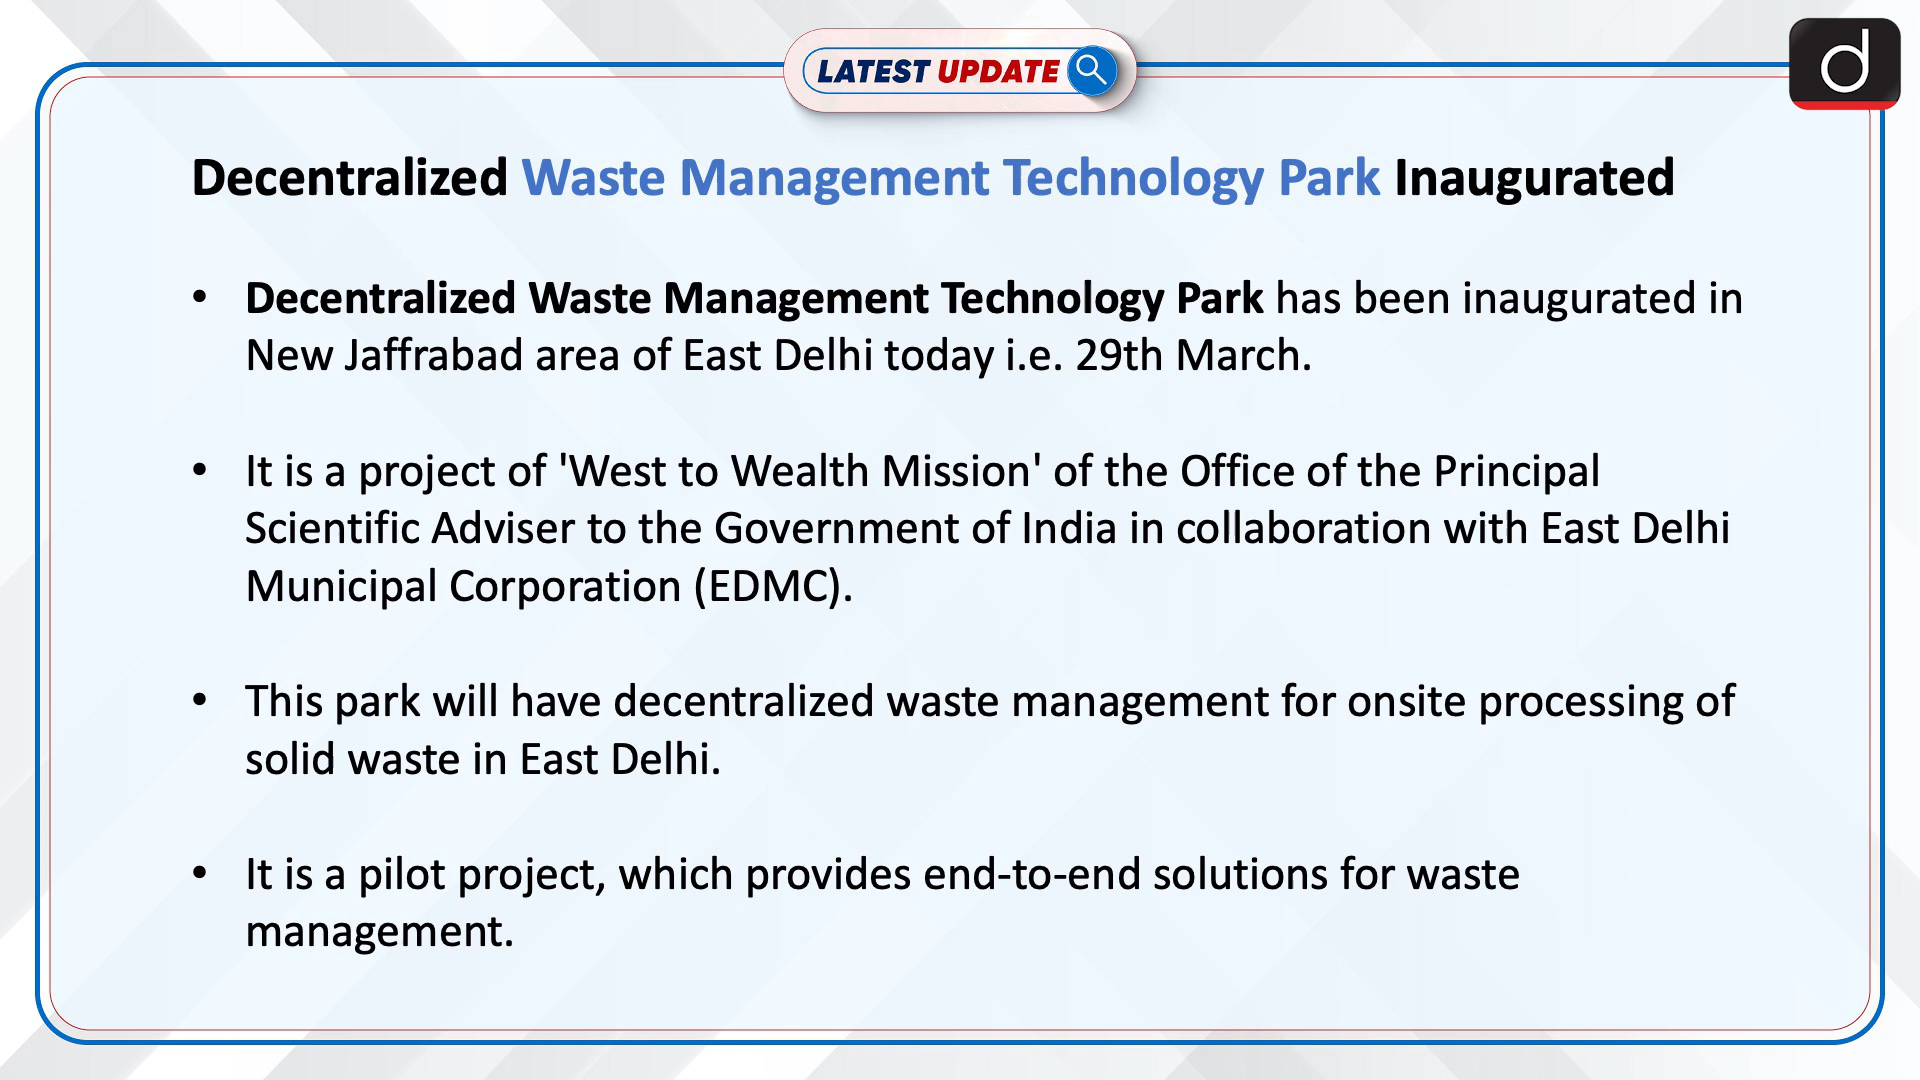 LATEST UPDATE
d
Decentralized Waste Management Technology Park Inaugurated
• Decentralized Waste Management Technology Park has been inaugurated in
New Jaffrabad area of East Delhi today i.e. 29th March.
• It is a project of 'West to Wealth Mission' of the Office of the Principal
Scientific Adviser to the Government of India in collaboration with East Delhi
Municipal Corporation (EDMC).
• This park will have decentralized waste management for onsite processing of
solid waste in East Delhi.
• It is a pilot project, which provides end-to-end solutions for waste
management.